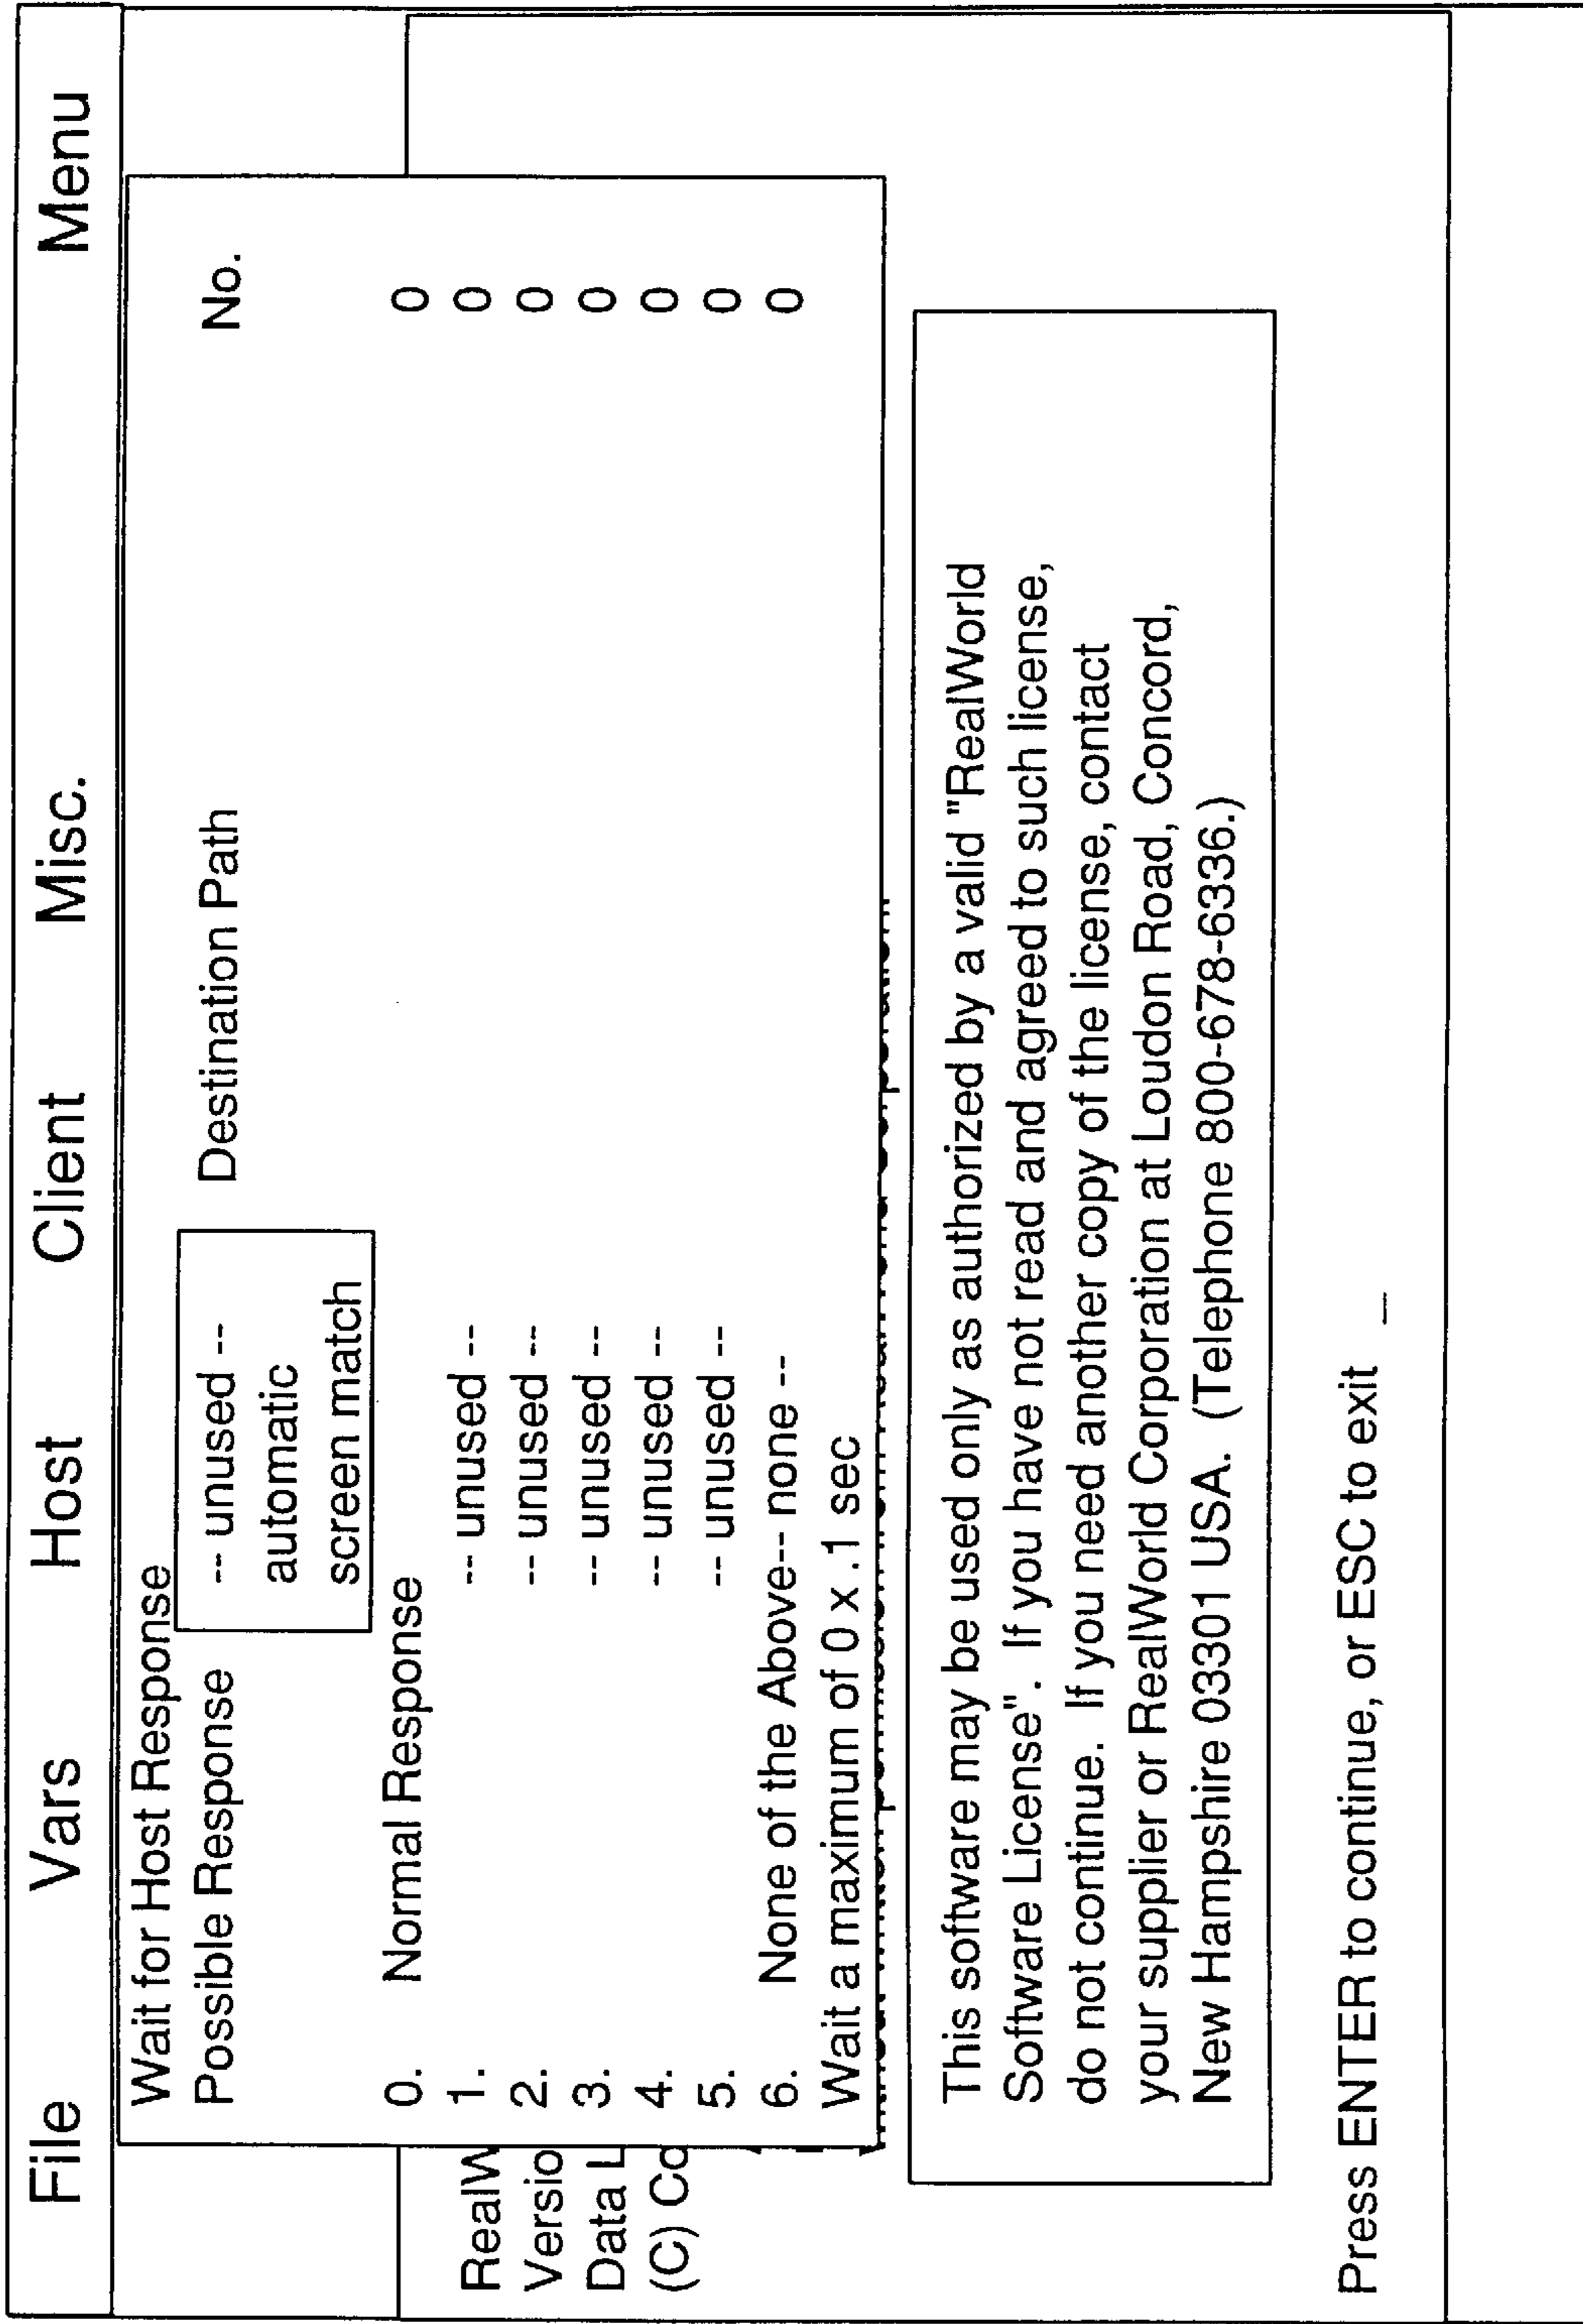 File Vars Host Client Misc. Menu
Wait for Host Response
Possible Response -- unused -- Destination Path No.
automatic
screen match
0. Normal Response 0
1. -- unused -- 0
2. -- unused -- 0
3. -- unused -- 0
4. -- unused -- 0
5. -- unused -- 0
6. None of the Above-- none -- 0
Wait a maximum of 0 x .1 sec
RealW
Versio
Data L
(C) Co
This software may be used only as authorized by a valid "RealWorld
Software License". If you have not read and agreed to such license,
do not continue. If you need another copy of the license, contact
your supplier or RealWorld Corporation at Loudon Road, Concord,
New Hampshire 03301 USA. (Telephone 800-678-6336.)
Press ENTER to continue, or ESC to exit _